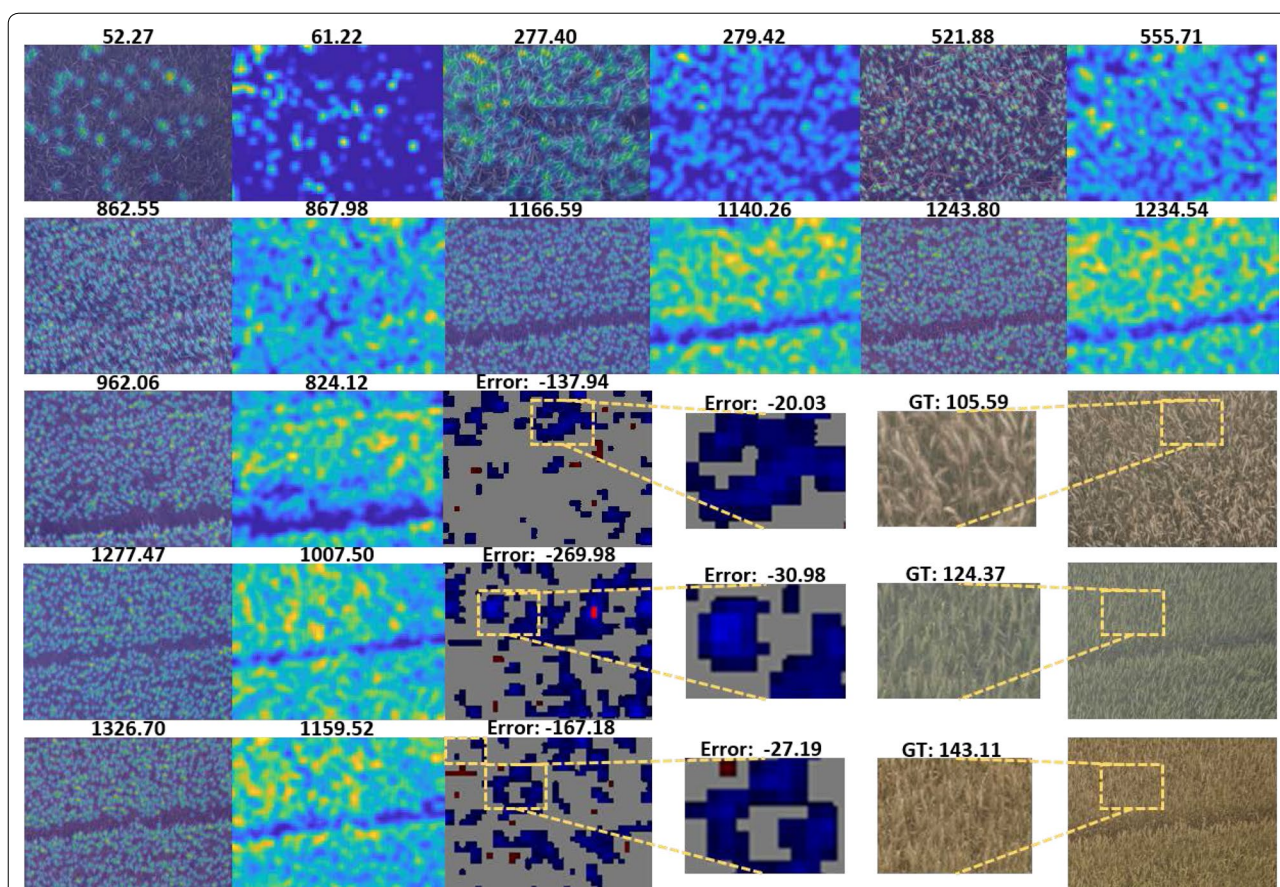 52.27 61.22 277.40 279.42 521.88 555.71
862.55 867.98 1166.59 1140.26 1243.80 1234.54
962.06 824.12 Error: -137.94
Error: -20.03 GT: 105.59
1277.47 1007.50 Error: -269.98
Error: -30.98 GT: 124.37
1326.70 1159.52 Error: -167.18
Error: -27.19 GT: 143.11